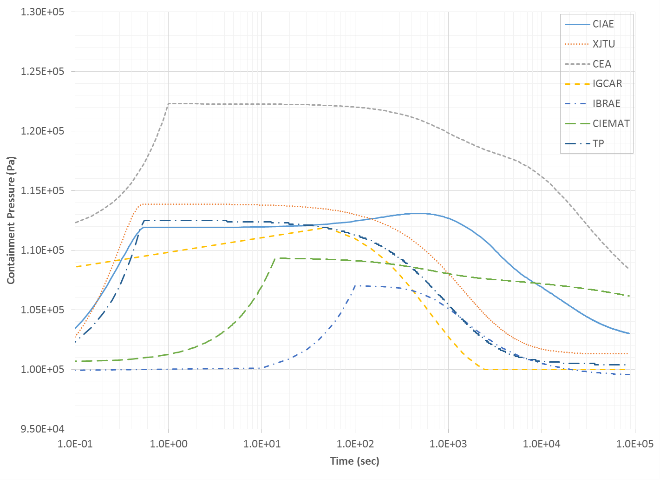 1.30E+05
1.25E+05
1.20E+05
1.15E+05
1.10E+05
1.05E+05
1.00E+04
9.50E+04
Containment Pressure (Pa)
1.0E-01
1.0E+00
1.0E+01
1.0E+02
1.0E+03
1.0E+04
1.0E+05
Time (sec)
CIAE
XJTU
CEA
IGCAR
IBRAE
CIEMAT
TP